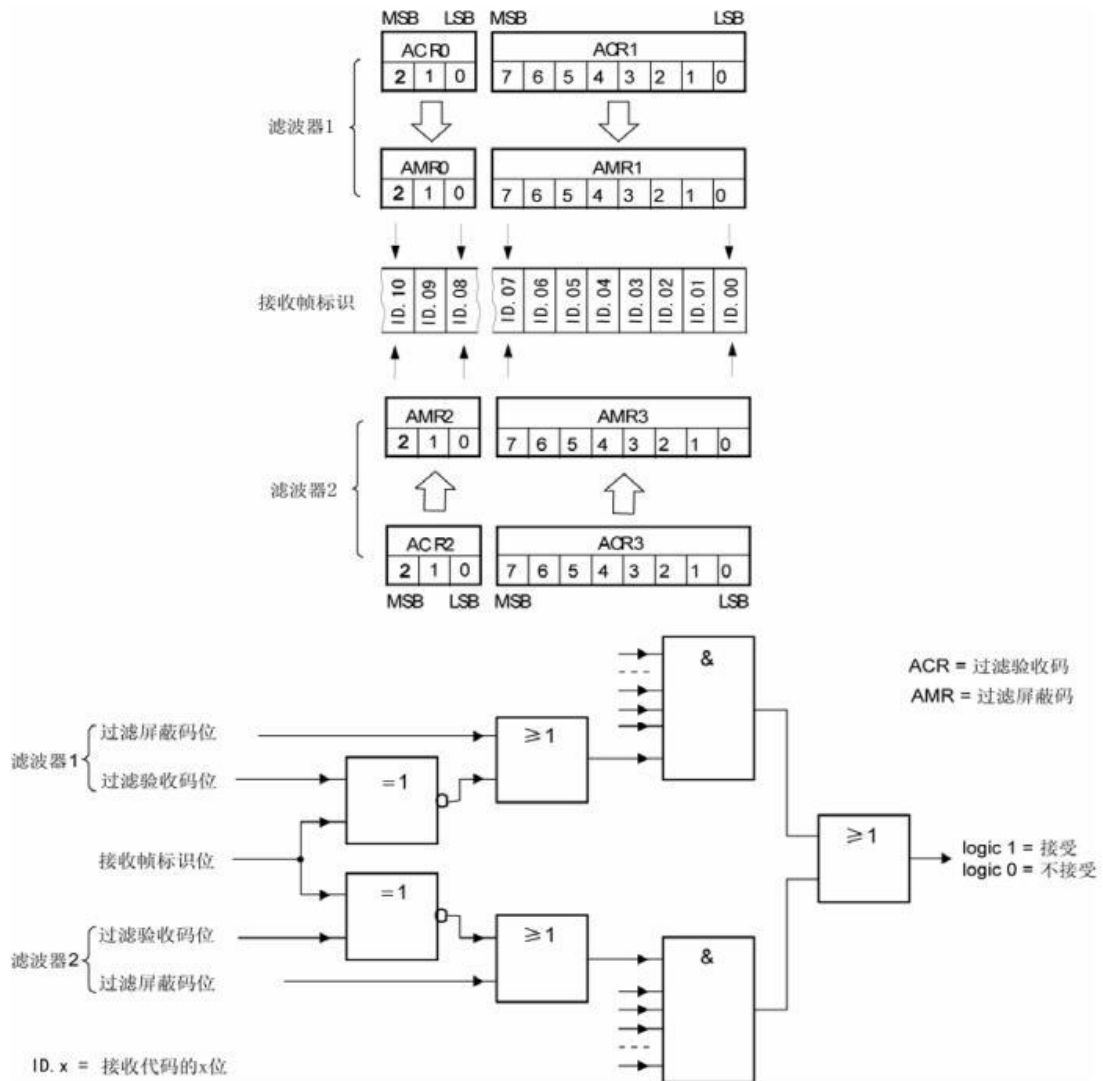 MSB LSB MSB LSB
ACR0 ACR1
2 1 0 7 6 5 4 3 2 1 0
滤波器1
AMR0 AMR1
2 1 0 7 6 5 4 3 2 1 0
接收帧标识 ID.10 ID.09 ID.08 ID.07 ID.06 ID.05 ID.04 ID.03 ID.02 ID.01 ID.00
AMR2 AMR3
2 1 0 7 6 5 4 3 2 1 0
滤波器2
ACR2 ACR3
2 1 0 7 6 5 4 3 2 1 0
MSB LSB MSB LSB
&
ACR = 过滤验收码
AMR = 过滤屏蔽码
滤波器1
过滤屏蔽码位
≥1
过滤验收码位
=1
接收帧标识位
≥1
logic 1 = 接受
logic 0 = 不接受
=1
滤波器2
过滤验收码位
≥1
过滤屏蔽码位
&
ID.x = 接收代码的x位